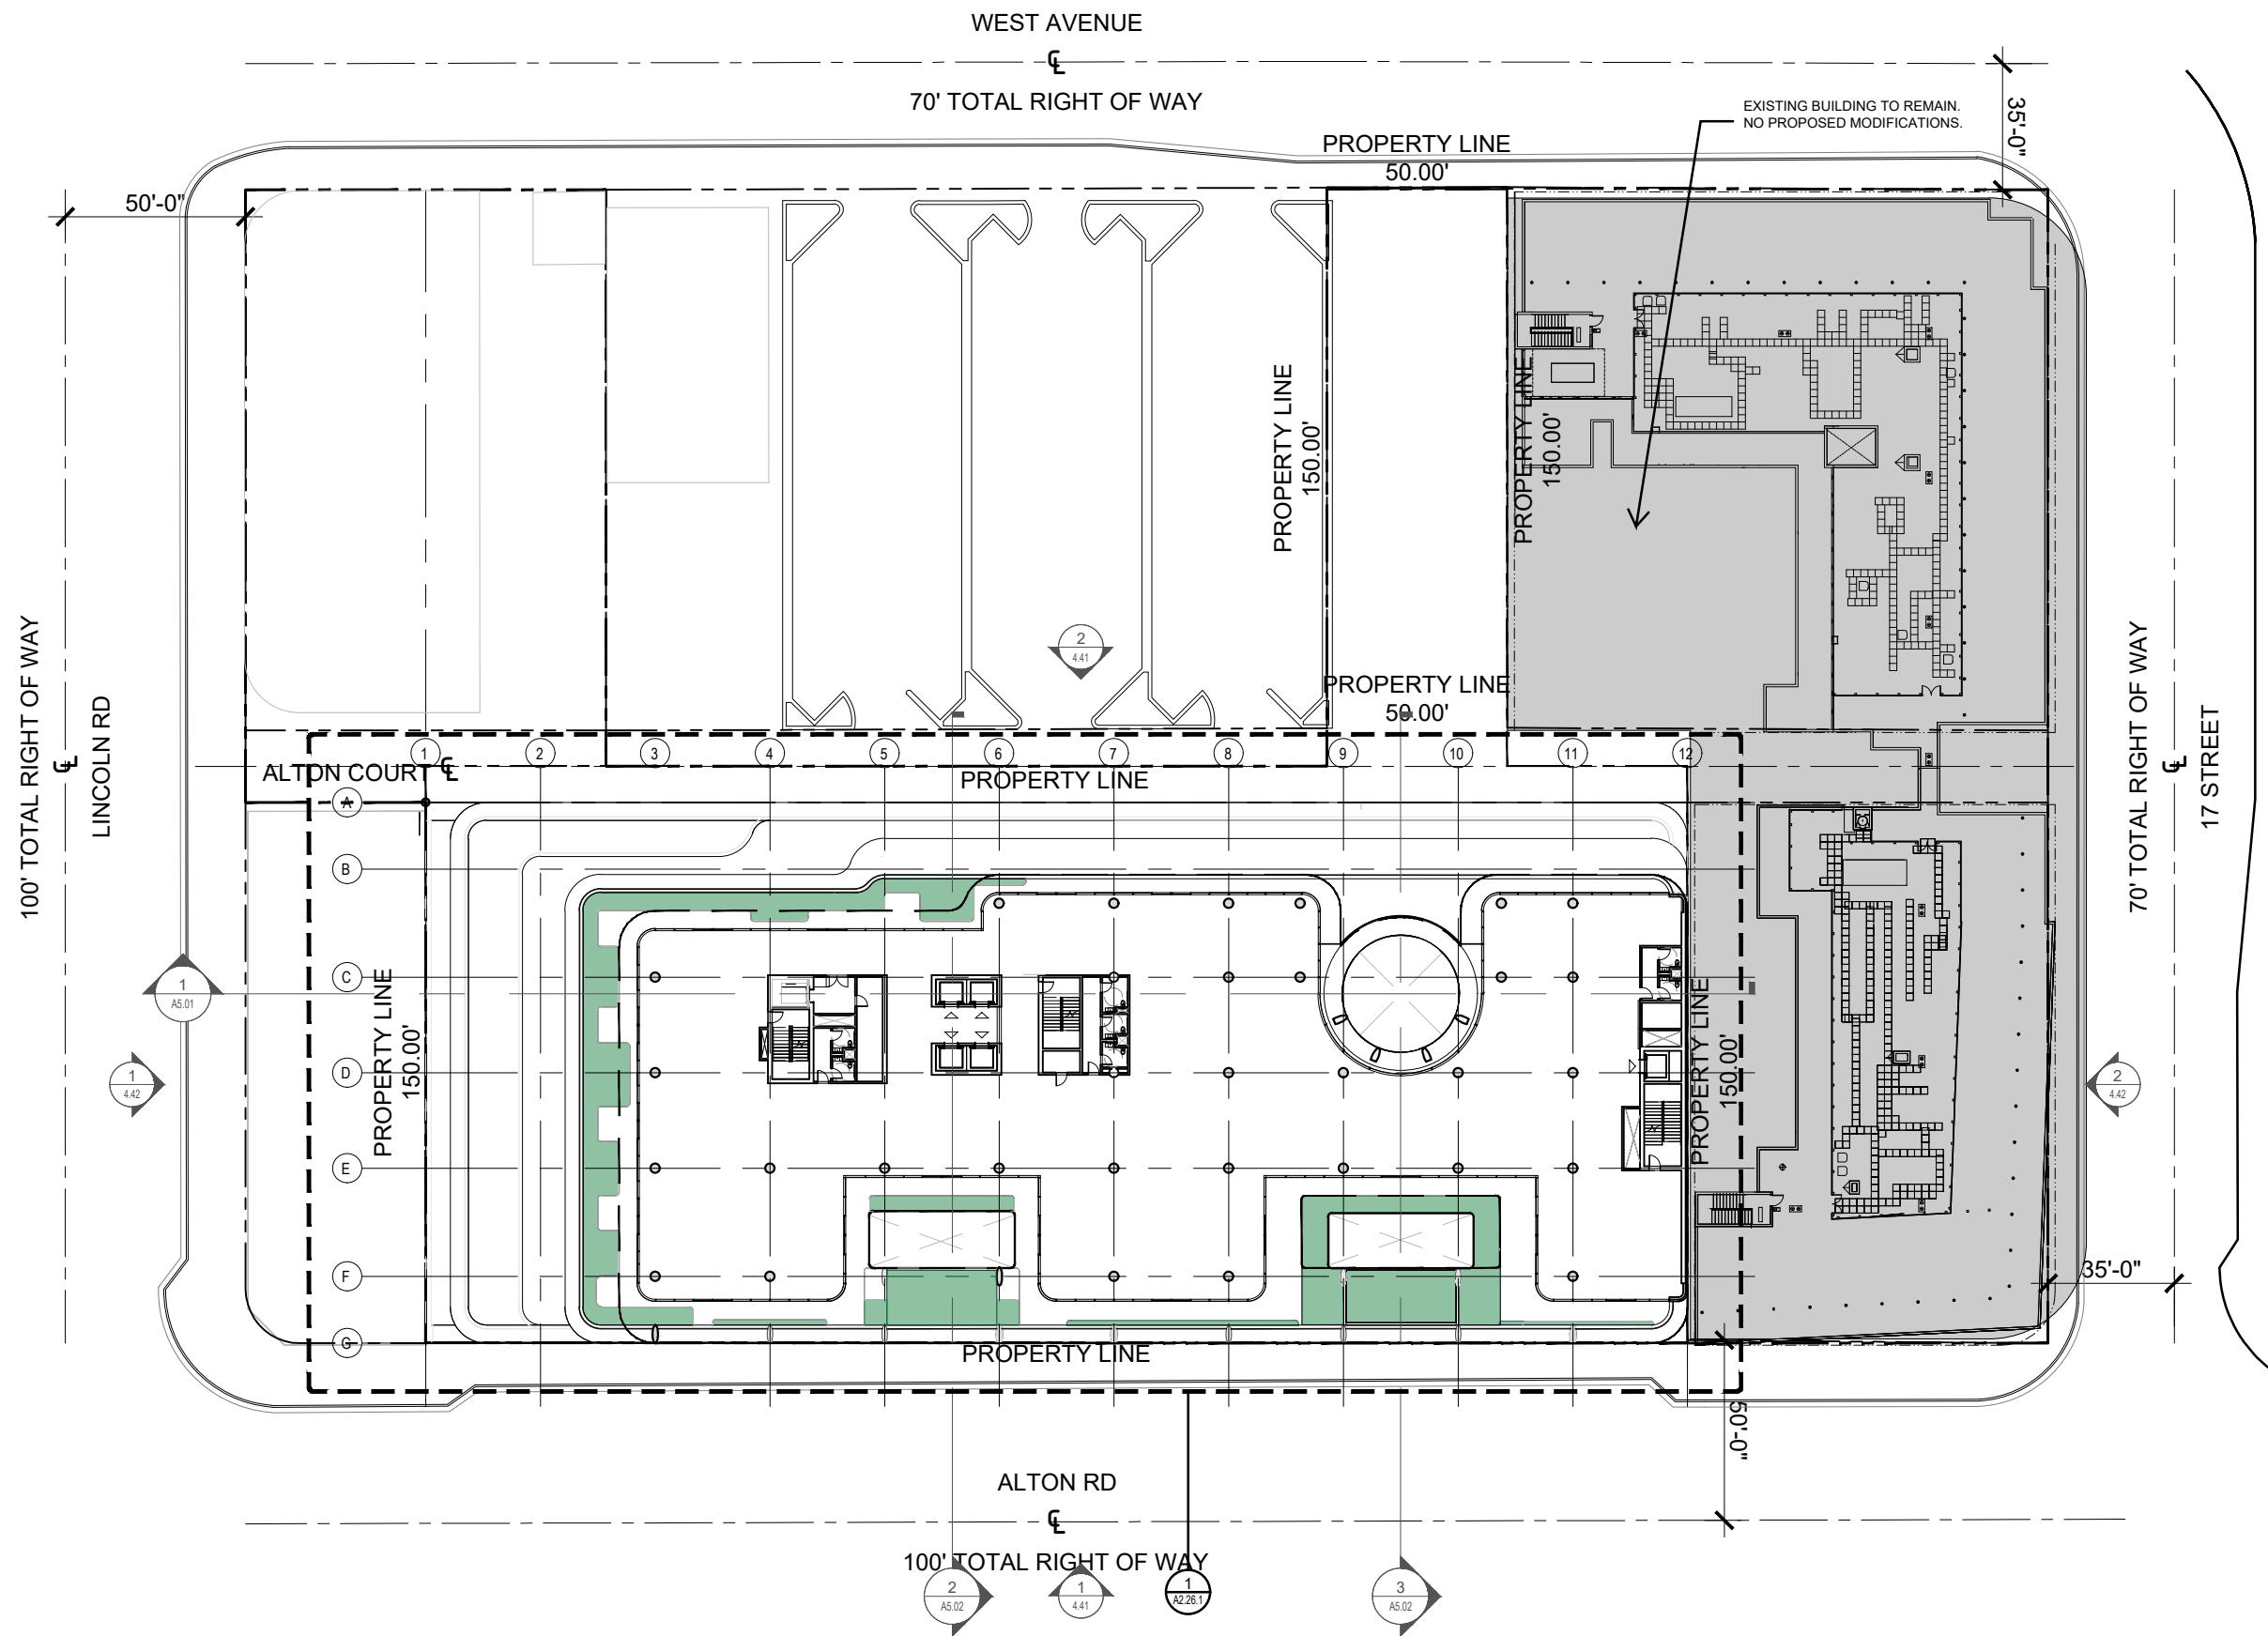 WEST AVENUE
℄
70' TOTAL RIGHT OF WAY
EXISTING BUILDING TO REMAIN.
NO PROPOSED MODIFICATIONS.
35'-0"
PROPERTY LINE
50.00'
50'-0"
PROPERTY LINE
150.00'
PROPERTY LINE
150.00'
100' TOTAL RIGHT OF WAY
℄
LINCOLN RD
2
4.41
PROPERTY LINE
50.00'
70' TOTAL RIGHT OF WAY
℄
17 STREET
1 2 3 4 5 6 7 8 9 10 11 12
ALTON COURT ℄
PROPERTY LINE
A
B
C
D
E
F
G
1
A5.01
1
4.42
PROPERTY LINE
150.00'
PROPERTY LINE
150.00'
2
4.42
35'-0"
PROPERTY LINE
50'-0"
ALTON RD
℄
100' TOTAL RIGHT OF WAY
2
A5.02
1
4.41
1
A2.26.1
3
A5.02